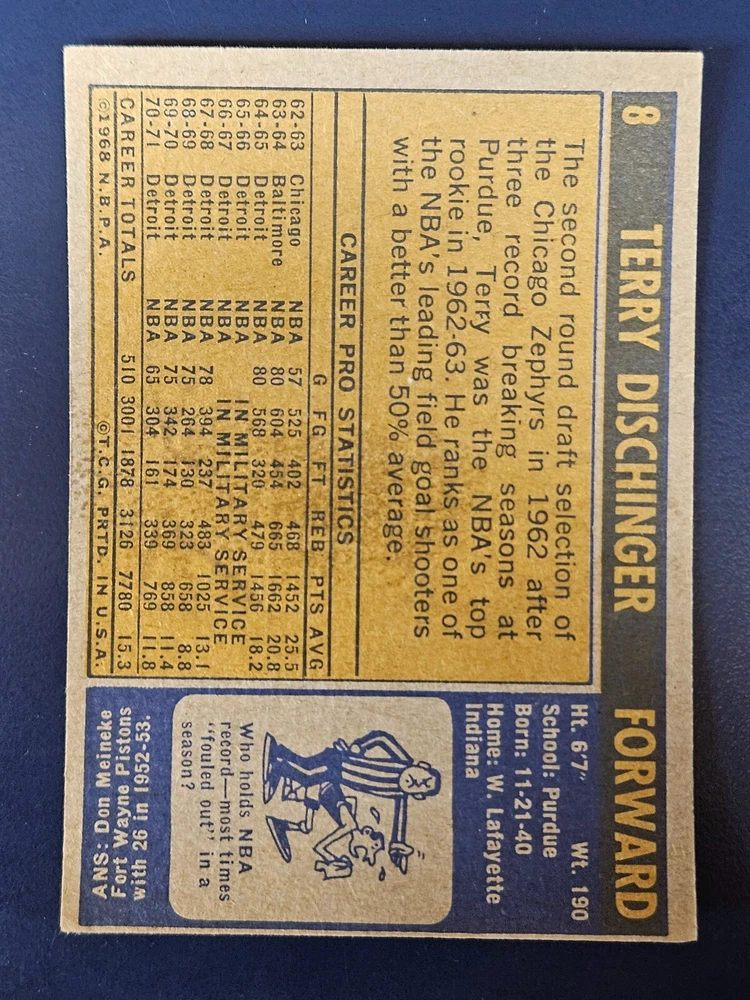 8 TERRY DISCHINGER FORWARD
The second round draft selection of
the Chicago Zephyrs in 1962 after
three record breaking seasons at
Purdue, Terry was the NBA's top
rookie in 1962-63. He ranks as one of
the NBA's leading field goal shooters
with a better than 50% average.
CAREER PRO STATISTICS
G FG FT REB PTS AVG
62-63 Chicago NBA 57 525 402 468 1452 25.5
63-64 Baltimore NBA 80 604 454 665 1662 20.8
64-65 Detroit NBA 80 568 320 479 1456 18.2
65-66 Detroit NBA IN MILITARY SERVICE
66-67 Detroit NBA IN MILITARY SERVICE
67-68 Detroit NBA 78 394 237 483 1025 13.1
68-69 Detroit NBA 75 264 130 323 658 8.8
69-70 Detroit NBA 75 342 174 369 858 11.4
70-71 Detroit NBA 65 304 161 339 769 11.8
CAREER TOTALS 510 3001 1878 3126 7780 15.3
©1968 N.B.P.A. ©T.C.G. PRTD. IN U.S.A.
Ht. 6'7" Wt. 190
School: Purdue
Born: 11-21-40
Home: W. Lafayette
Indiana
Who holds NBA
record—most times
"fouled out" in a
season?
ANS: Don Meineke
Fort Wayne Pistons
with 26 in 1952-53.